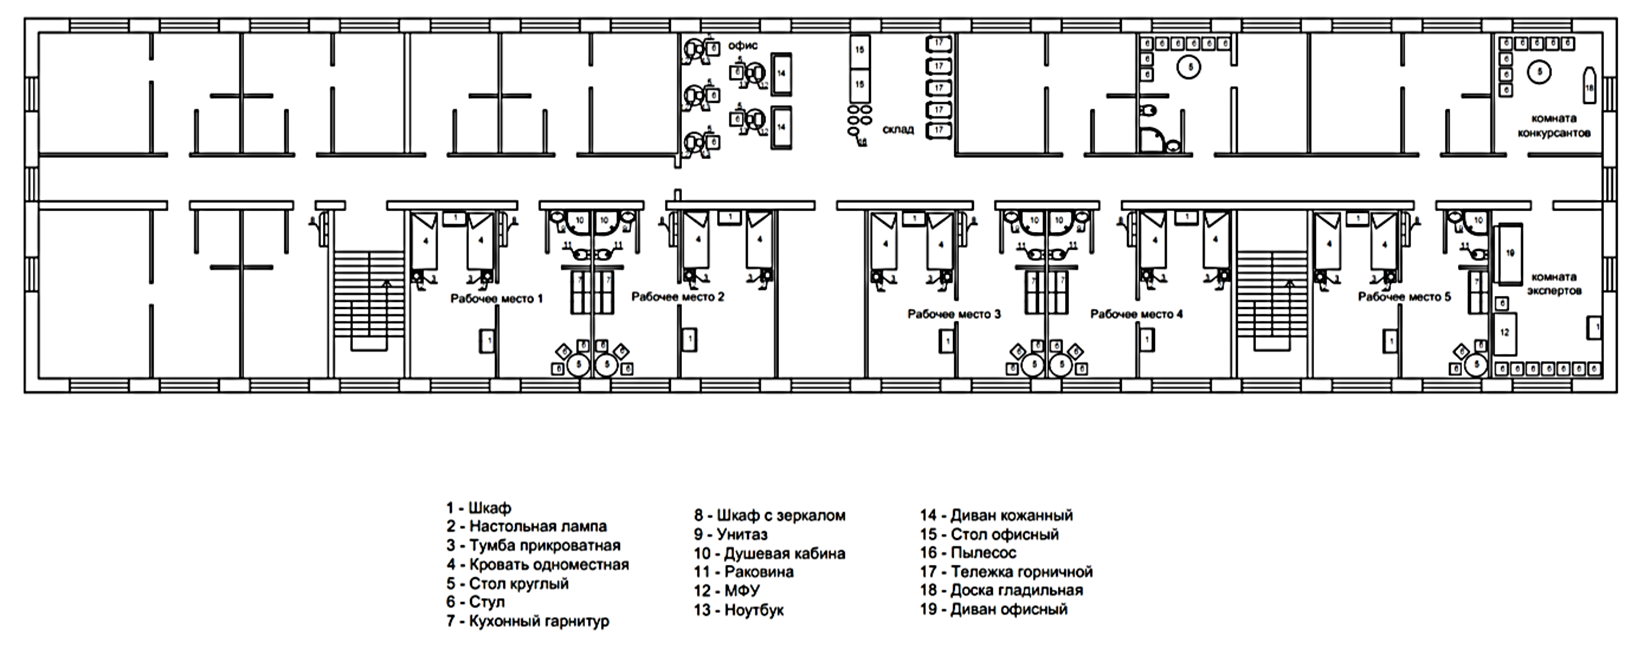 офис
склад
комната
конкурсантов
Рабочее место 1
Рабочее место 2
Рабочее место 3
Рабочее место 4
Рабочее место 5
комната
экспертов
1 - Шкаф
2 - Настольная лампа
3 - Тумба прикроватная
4 - Кровать одноместная
5 - Стол круглый
6 - Стул
7 - Кухонный гарнитур
8 - Шкаф с зеркалом
9 - Унитаз
10 - Душевая кабина
11 - Раковина
12 - МФУ
13 - Ноутбук
14 - Диван кожанный
15 - Стол офисный
16 - Пылесос
17 - Тележка горничной
18 - Доска гладильная
19 - Диван офисный